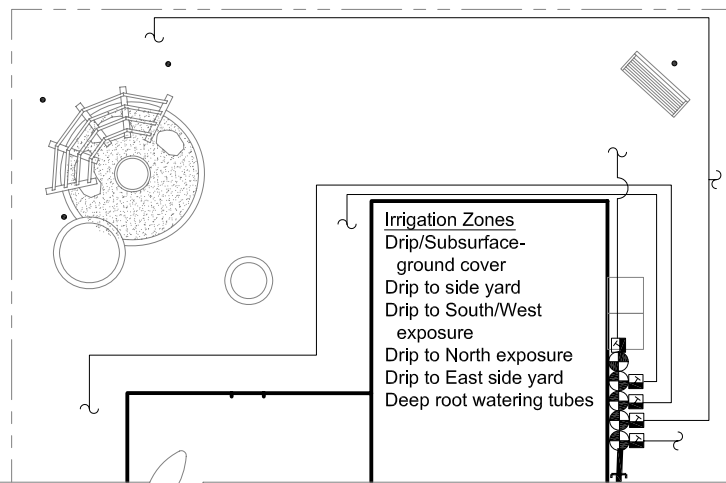 Irrigation Zones
Drip/Subsurface-
ground cover
Drip to side yard
Drip to South/West
exposure
Drip to North exposure
Drip to East side yard
Deep root watering tubes